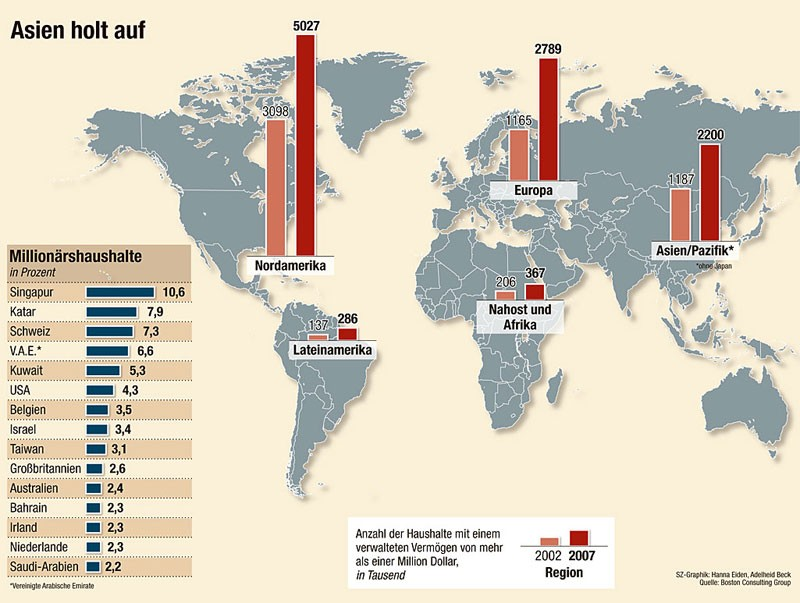 Asien holt auf
5027
3098
Nordamerika
2789
1165
Europa
2200
1187
Asien/Pazifik*
*ohne Japan
206
367
Nahost und
Afrika
137
286
Lateinamerika
Millionärshaushalte
in Prozent
Singapur 10,6
Katar 7,9
Schweiz 7,3
V.A.E.* 6,6
Kuwait 5,3
USA 4,3
Belgien 3,5
Israel 3,4
Taiwan 3,1
Großbritannien 2,6
Australien 2,4
Bahrain 2,3
Irland 2,3
Niederlande 2,3
Saudi-Arabien 2,2
*Vereinigte Arabische Emirate
Anzahl der Haushalte mit einem
verwalteten Vermögen von mehr
als einer Million Dollar,
in Tausend
2002 2007
Region
SZ-Graphik: Hanna Eiden, Adelheid Beck
Quelle: Boston Consulting Group